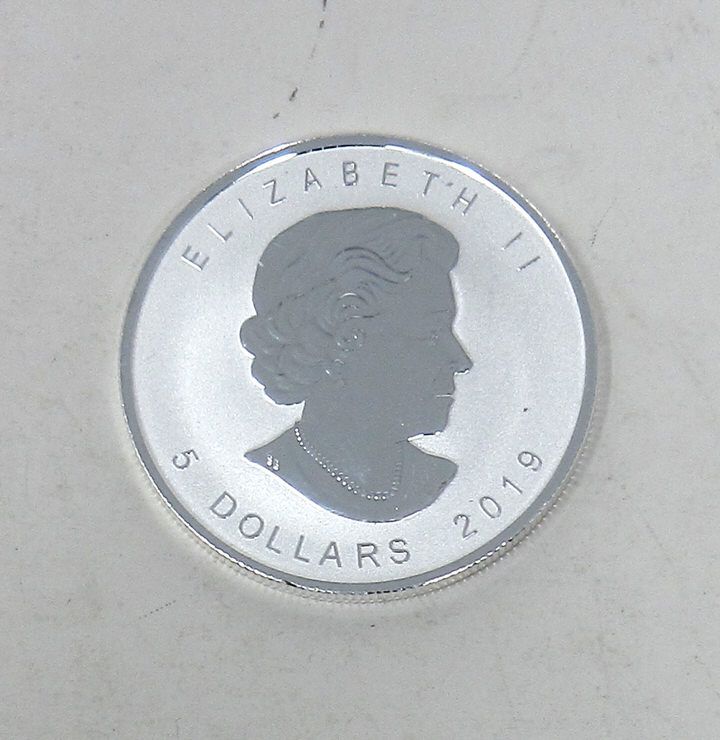 ELIZABETH II
5 DOLLARS 2019